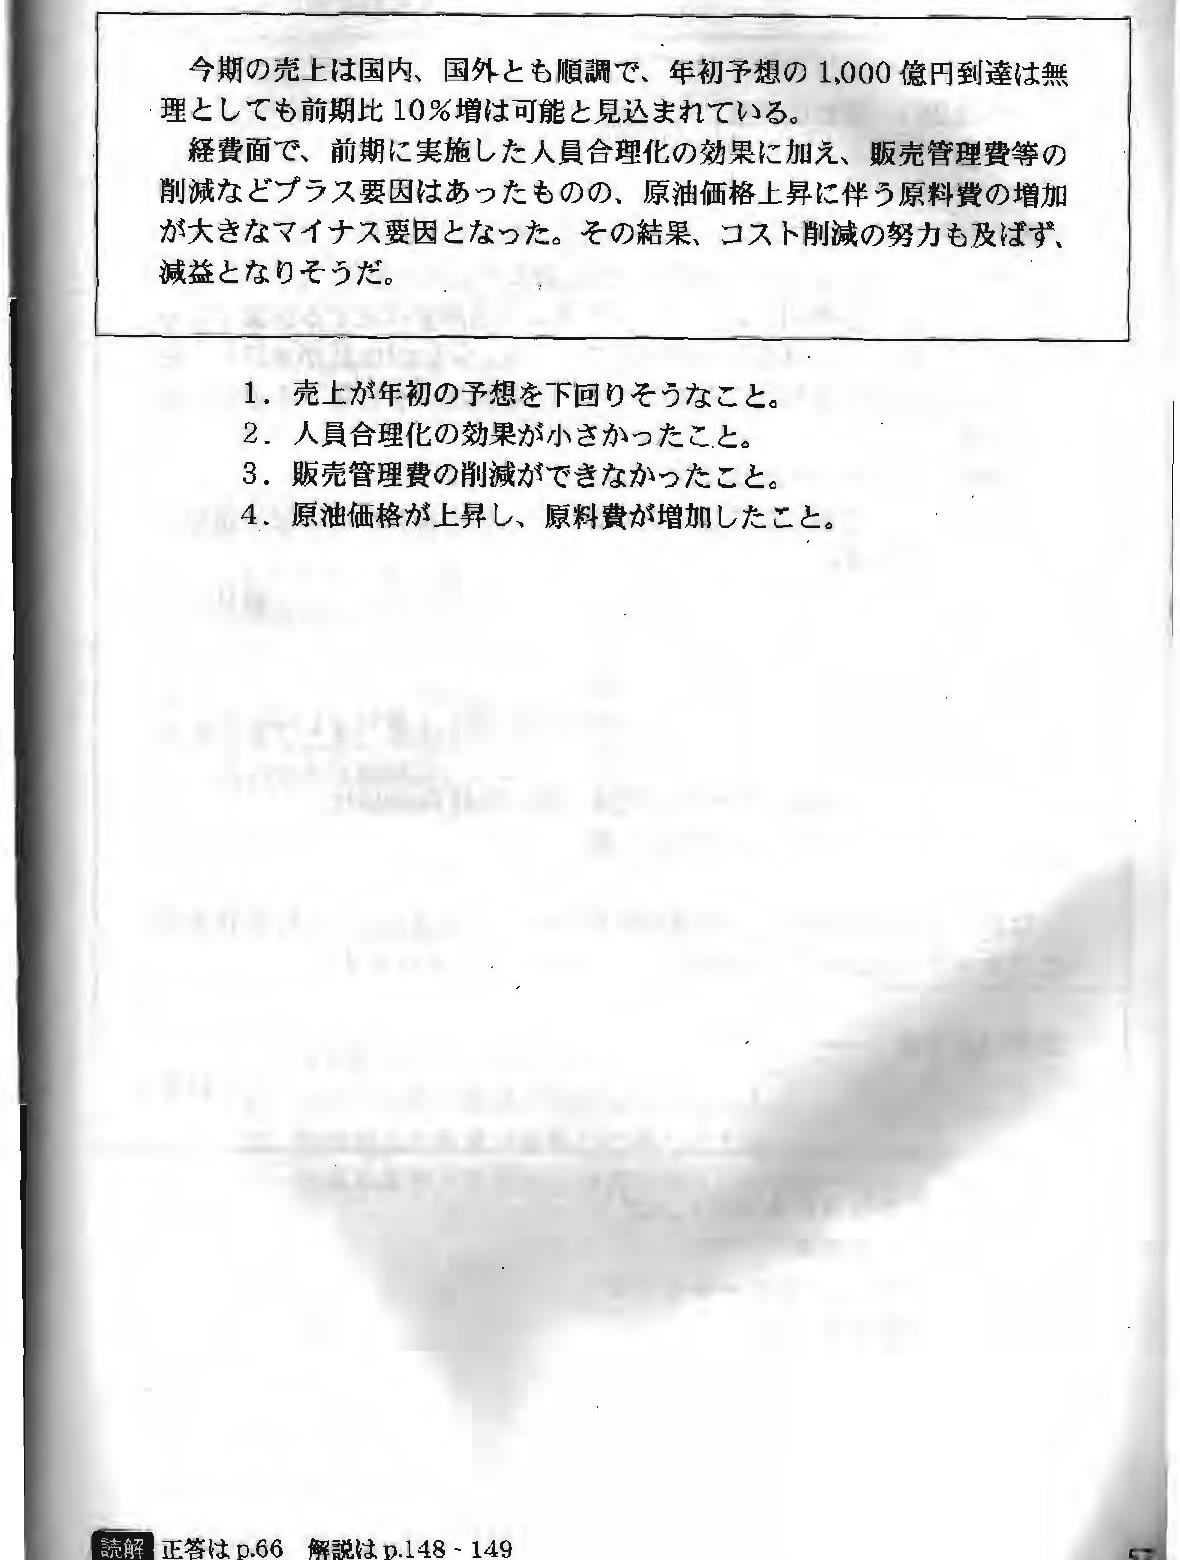 今期の売上は国内、国外とも順調で、年初予想の 1,000 億円到達は無
理としても前期比 10％増は可能と見込まれている。
経費面で、前期に実施した人員合理化の効果に加え、販売管理費等の
削減などプラス要因はあったものの、原油価格上昇に伴う原料費の増加
が大きなマイナス要因となった。その結果、コスト削減の努力も及ばず、
減益となりそうだ。
1．売上が年初の予想を下回りそうなこと。
2．人員合理化の効果が小さかったこと。
3．販売管理費の削減ができなかったこと。
4．原油価格が上昇し、原料費が増加したこと。
読解 正答は p.66 解説は p.148 - 149